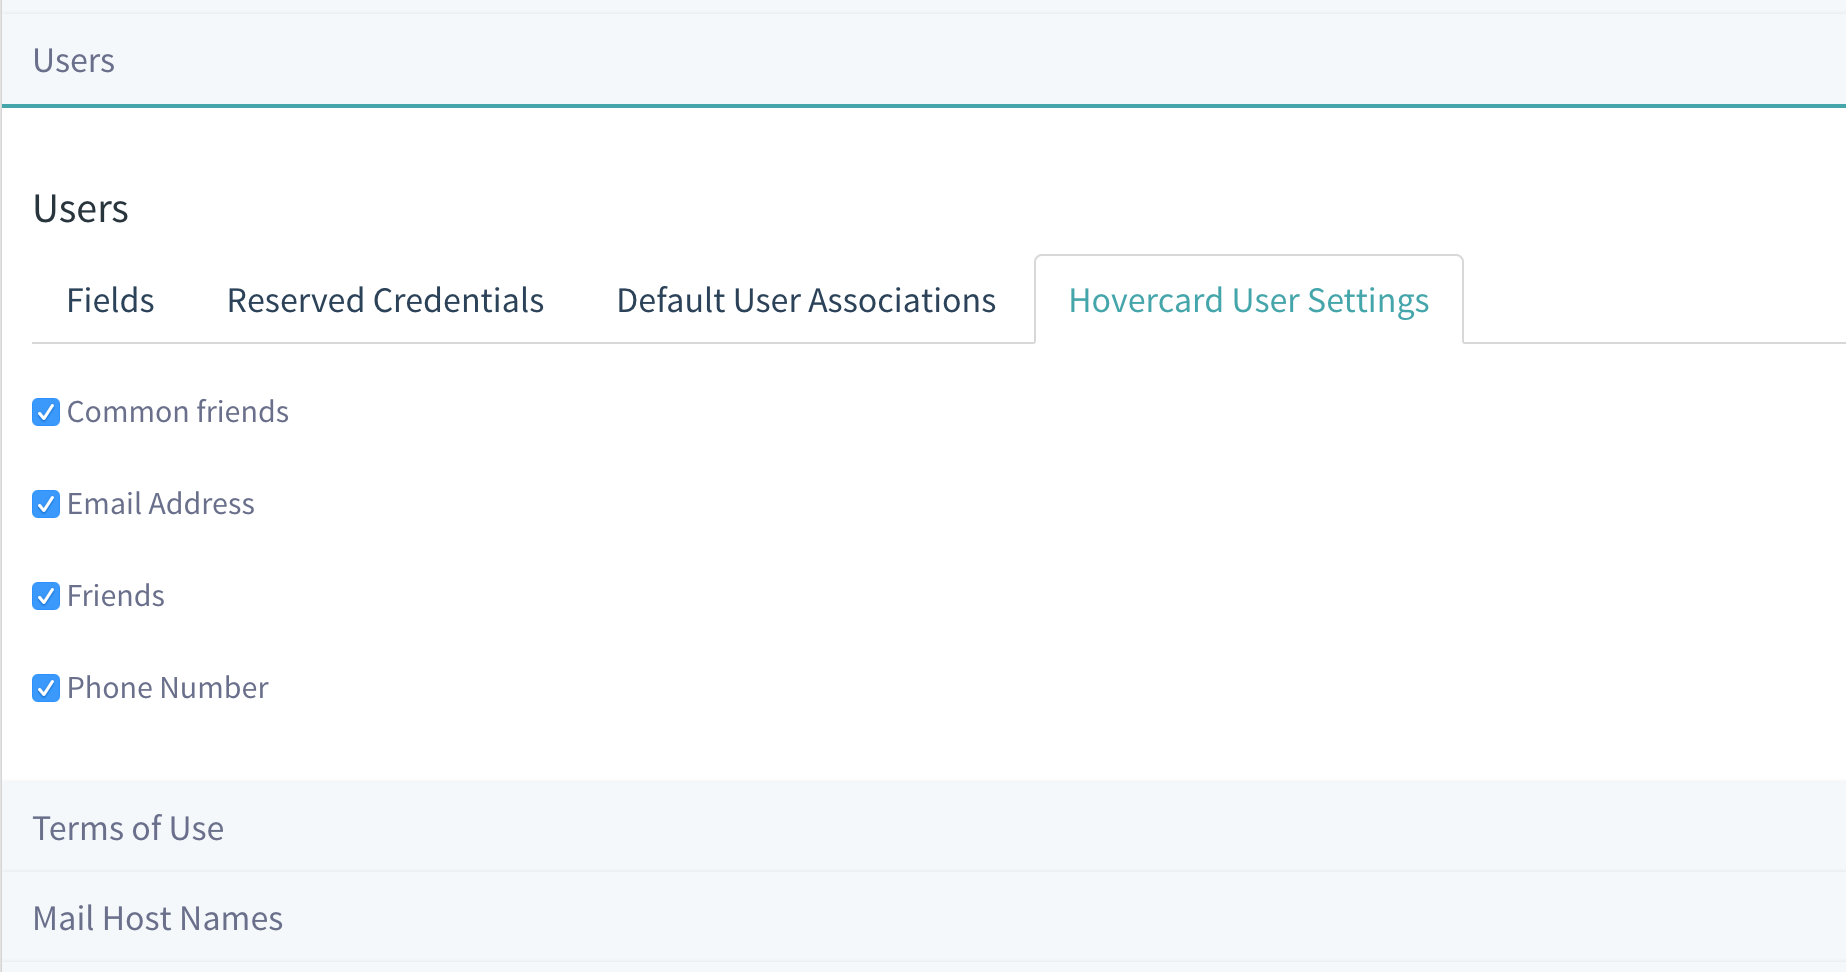 Users
Users
Fields Reserved Credentials Default User Associations Hovercard User Settings
Common friends
Email Address
Friends
Phone Number
Terms of Use
Mail Host Names